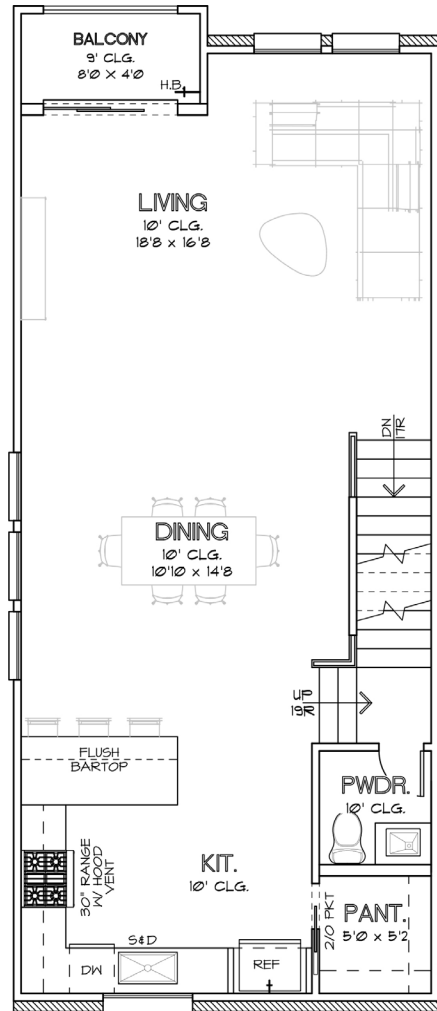 BALCONY
9' CLG.
8'0 x 4'0
H.B.
LIVING
10' CLG.
18'8 x 16'8
DN
17R
DINING
10' CLG.
10'10 x 14'8
UP
19R
FLUSH
BARTOP
PWDR.
10' CLG.
30" RANGE
W/ HOOD
VENT
KIT.
10' CLG.
2/0 PKT
PANT.
5'0 x 5'2
S&D
DW
REF